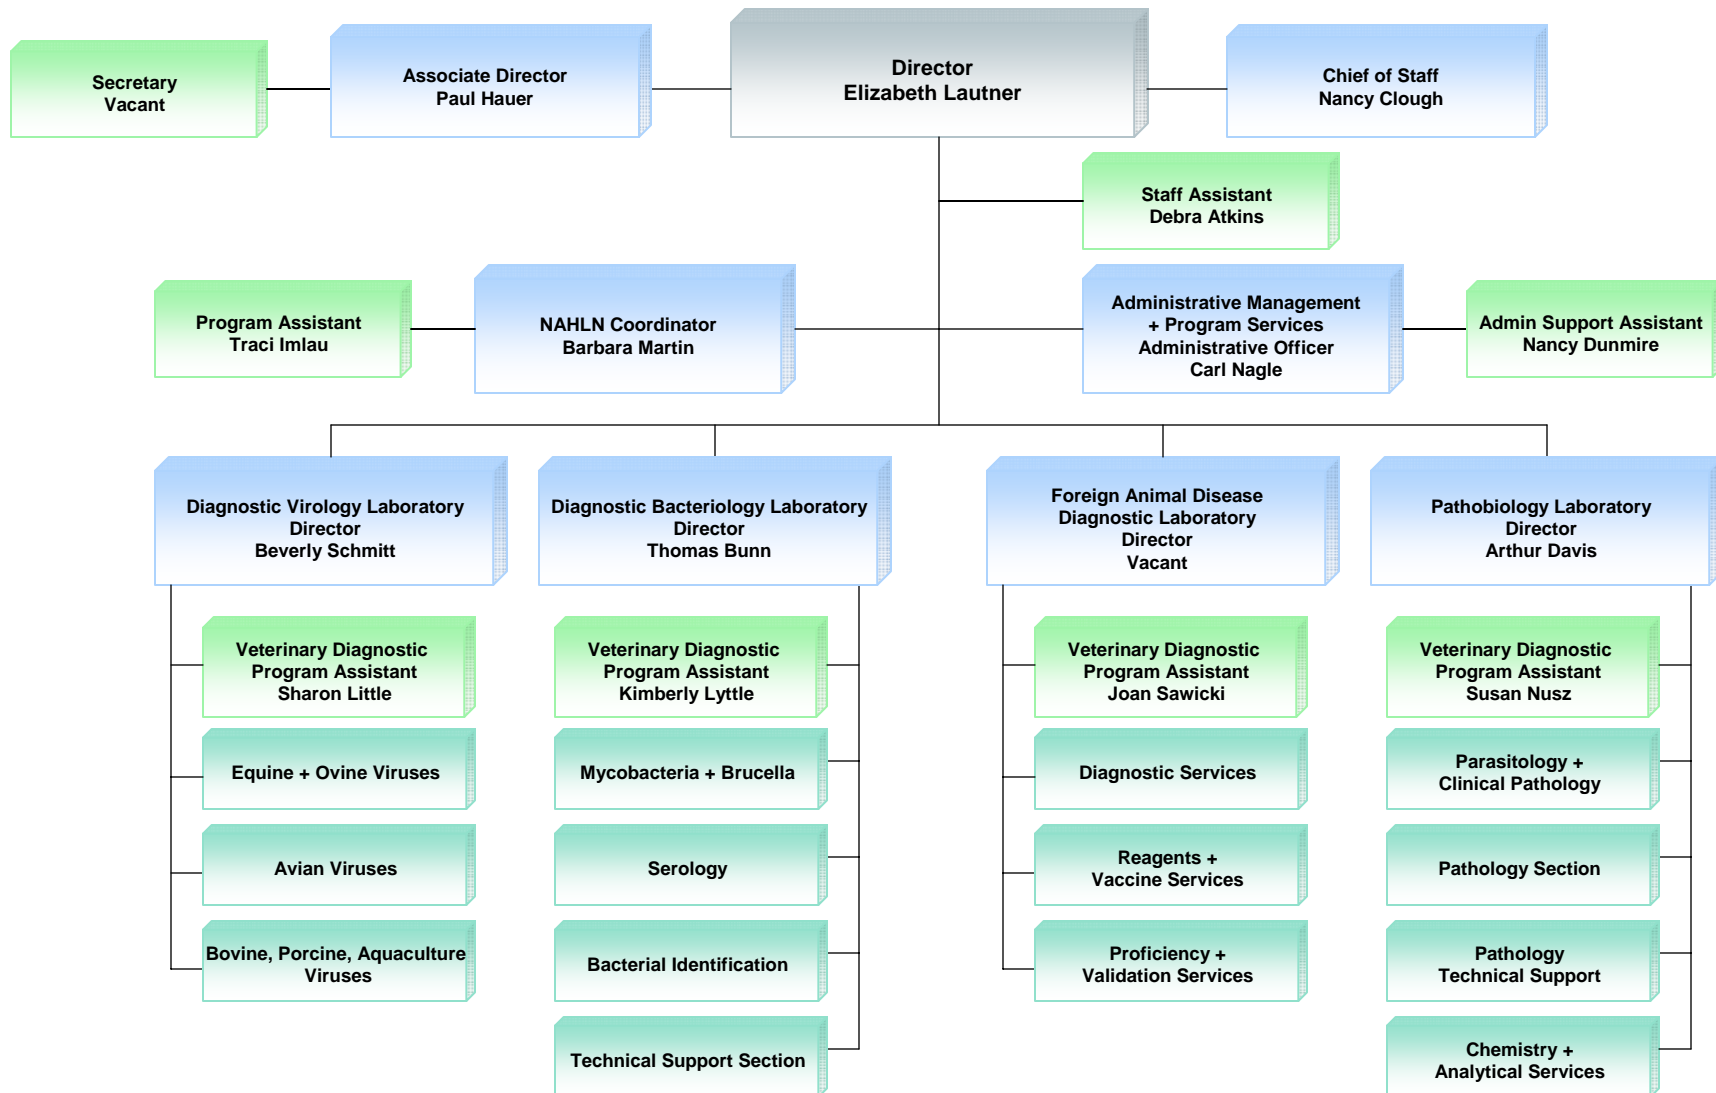 Secretary
Vacant
Associate Director
Paul Hauer
Director
Elizabeth Lautner
Chief of Staff
Nancy Clough
Staff Assistant
Debra Atkins
Program Assistant
Traci Imlau
NAHLN Coordinator
Barbara Martin
Administrative Management
+ Program Services
Administrative Officer
Carl Nagle
Admin Support Assistant
Nancy Dunmire
Diagnostic Virology Laboratory
Director
Beverly Schmitt
Diagnostic Bacteriology Laboratory
Director
Thomas Bunn
Foreign Animal Disease
Diagnostic Laboratory
Director
Vacant
Pathobiology Laboratory
Director
Arthur Davis
Veterinary Diagnostic
Program Assistant
Sharon Little
Veterinary Diagnostic
Program Assistant
Kimberly Lyttle
Veterinary Diagnostic
Program Assistant
Joan Sawicki
Veterinary Diagnostic
Program Assistant
Susan Nusz
Equine + Ovine Viruses
Mycobacteria + Brucella
Diagnostic Services
Parasitology +
Clinical Pathology
Avian Viruses
Serology
Reagents +
Vaccine Services
Pathology Section
Bovine, Porcine, Aquaculture
Viruses
Bacterial Identification
Proficiency +
Validation Services
Pathology
Technical Support
Technical Support Section
Chemistry +
Analytical Services